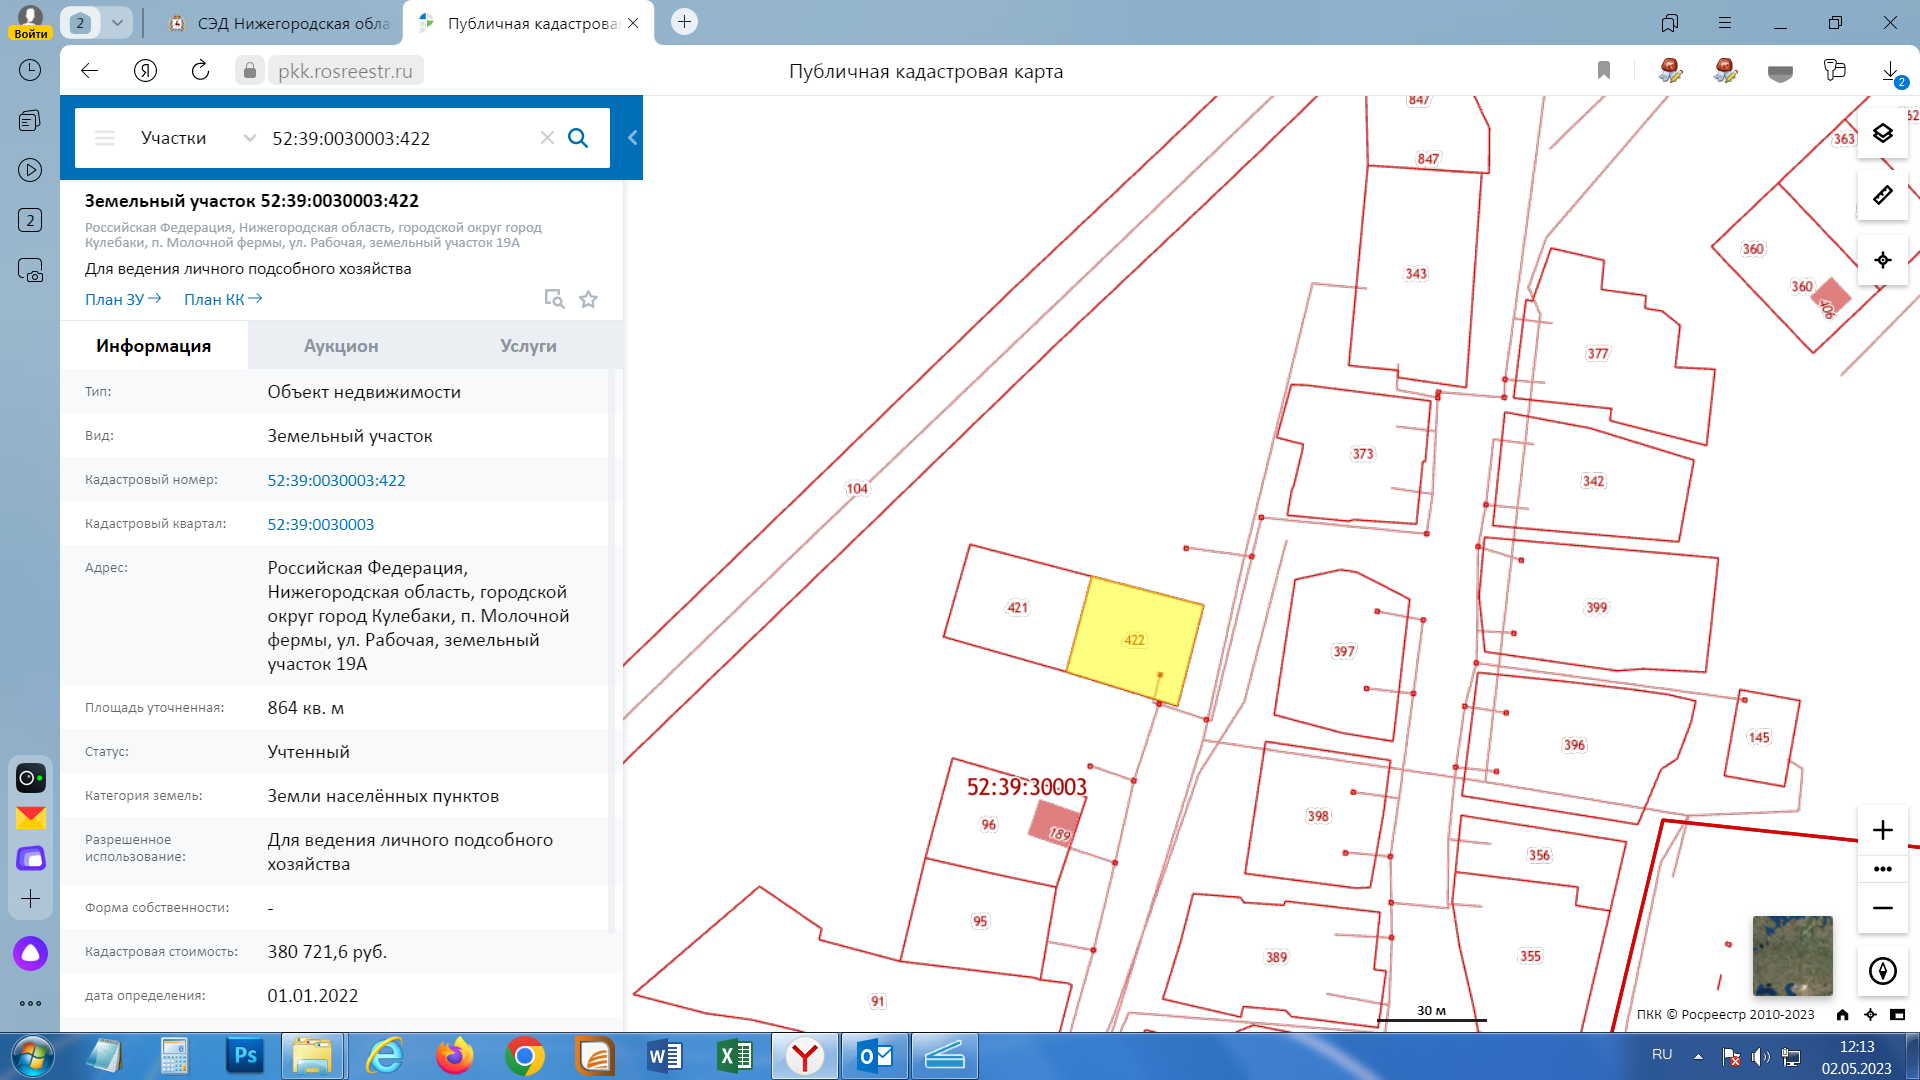 Войти
2
СЭД Нижегородская обла
Публичная кадастрова
pkk.rosreestr.ru
Публичная кадастровая карта
2
2
Участки
52:39:0030003:422
Земельный участок 52:39:0030003:422
Российская Федерация, Нижегородская область, городской округ город
Кулебаки, п. Молочной фермы, ул. Рабочая, земельный участок 19А
Для ведения личного подсобного хозяйства
План ЗУ
План КК
Информация
Аукцион
Услуги
Тип:
Объект недвижимости
Вид:
Земельный участок
Кадастровый номер:
52:39:0030003:422
Кадастровый квартал:
52:39:0030003
Адрес:
Российская Федерация,
Нижегородская область, городской
округ город Кулебаки, п. Молочной
фермы, ул. Рабочая, земельный
участок 19А
Площадь уточненная:
864 кв. м
Статус:
Учтенный
Категория земель:
Земли населённых пунктов
Разрешенное
использование:
Для ведения личного подсобного
хозяйства
Форма собственности:
-
Кадастровая стоимость:
380 721,6 руб.
дата определения:
01.01.2022
847
847
363
343
360
360
406
377
373
342
104
421
422
399
397
396
145
52:39:30003
96
189
398
356
95
389
355
91
30 м
ПКК © Росреестр 2010-2023
Ps
RU
12:13
02.05.2023